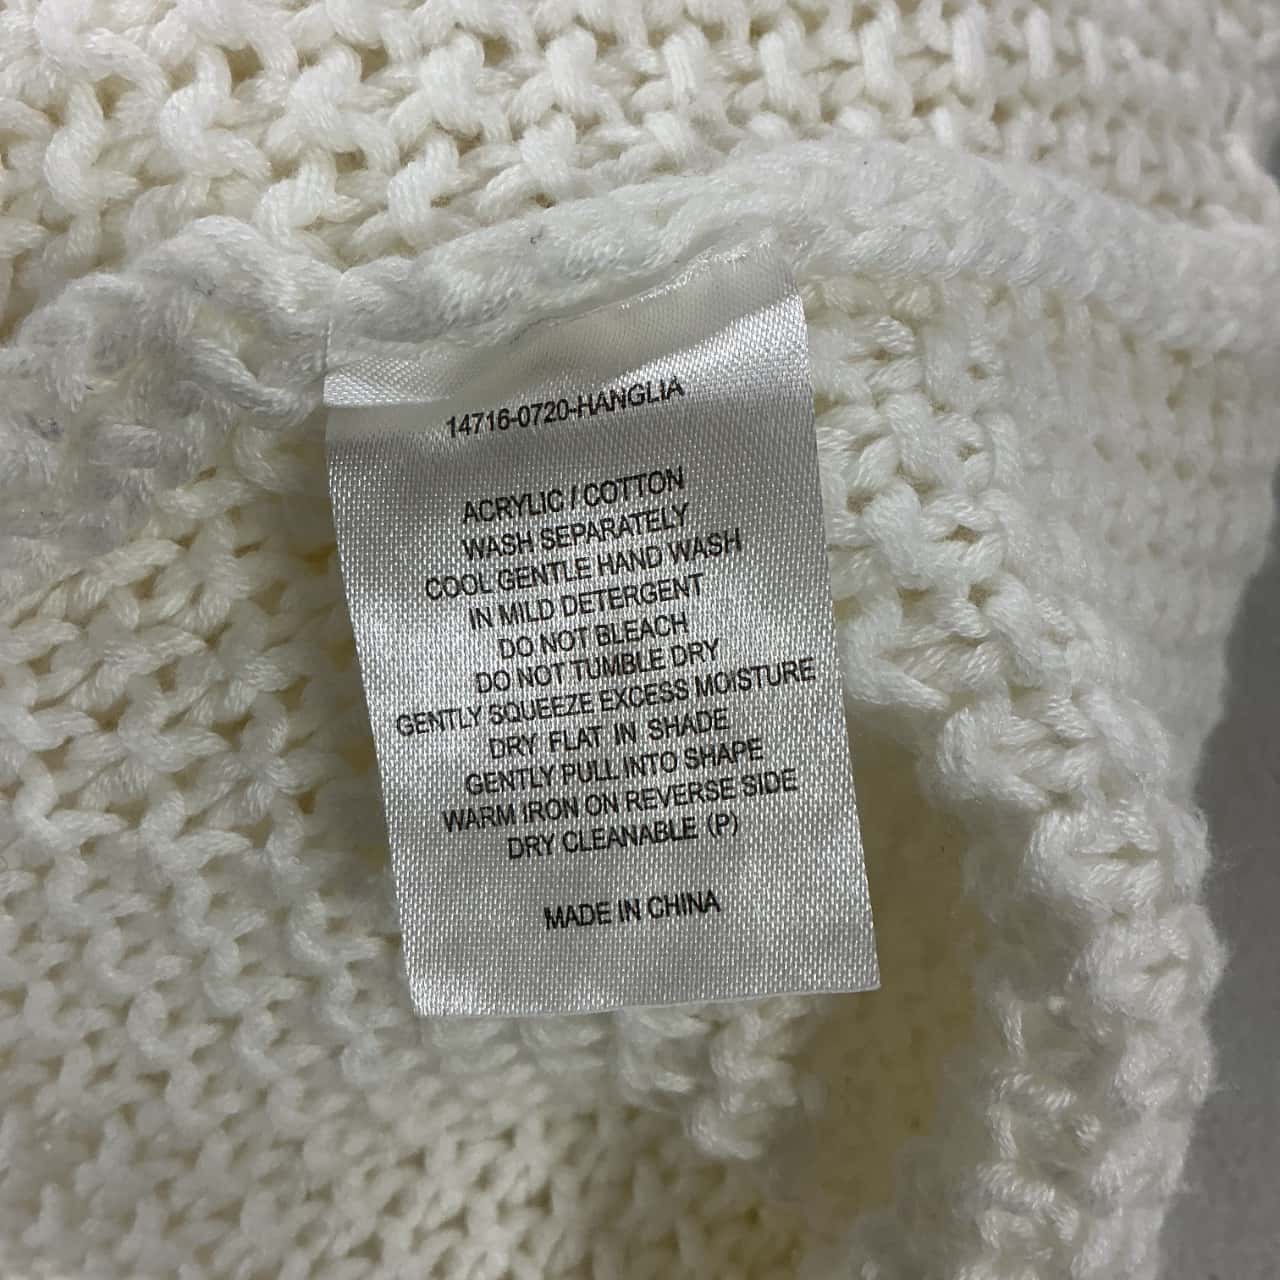 14716-0720-HANGLIA
ACRYLIC / COTTON
WASH SEPARATELY
COOL GENTLE HAND WASH
IN MILD DETERGENT
DO NOT BLEACH
DO NOT TUMBLE DRY
GENTLY SQUEEZE EXCESS MOISTURE
DRY FLAT IN SHADE
GENTLY PULL INTO SHAPE
WARM IRON ON REVERSE SIDE
DRY CLEANABLE (P)
MADE IN CHINA